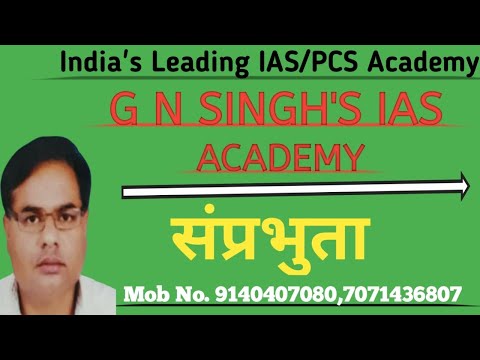 India's Leading IAS/PCS Academy
G N SINGH'S IAS
ACADEMY
संप्रभुता
Mob No. 9140407080,7071436807